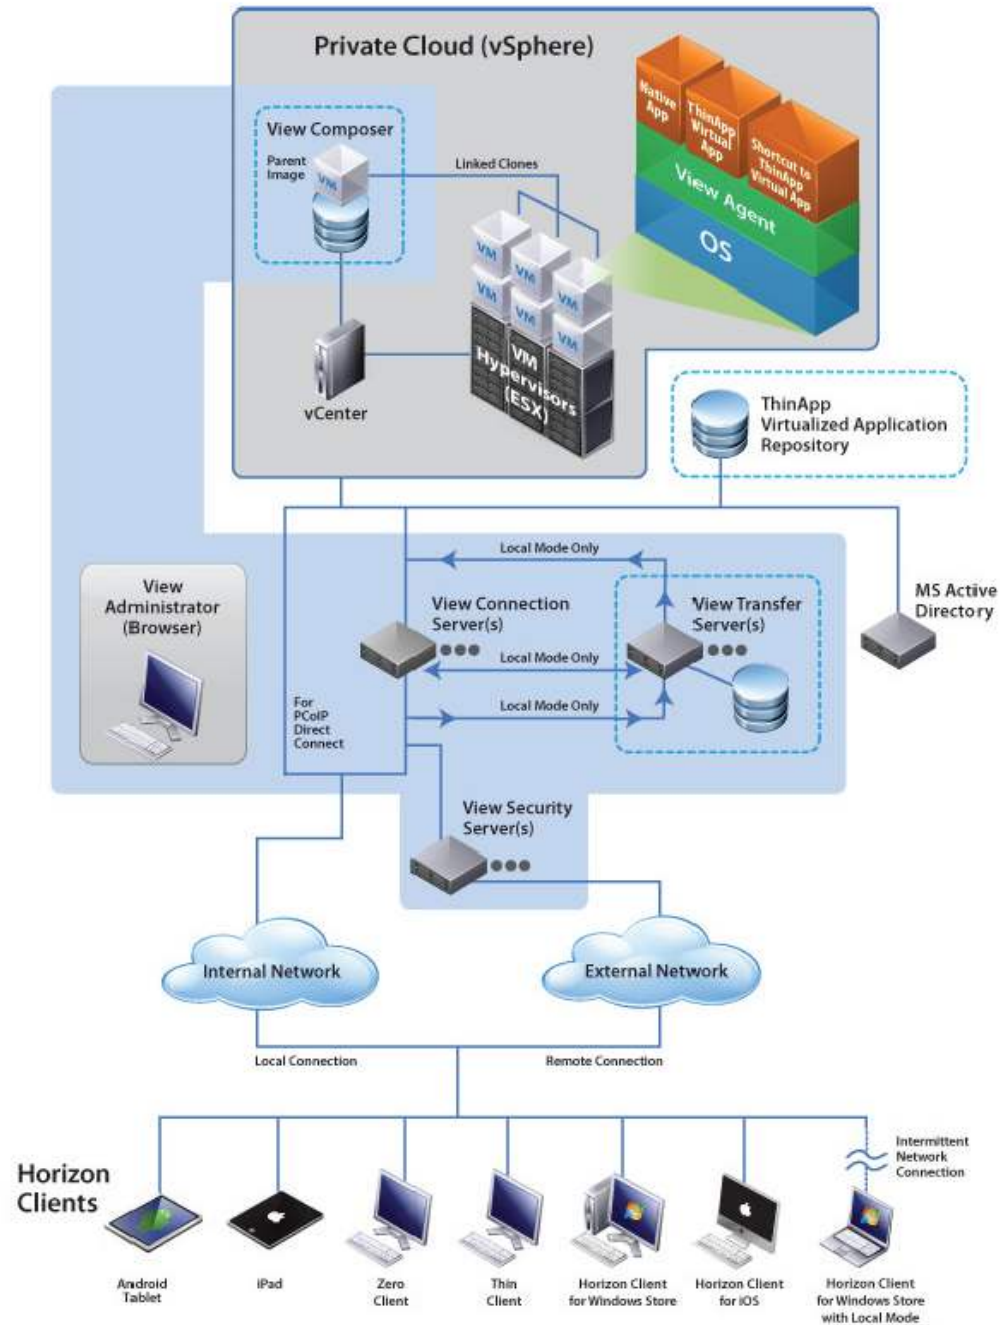 Private Cloud (vSphere)
View Composer
Parent
Image
VM
Linked Clones
Native
App
ThinApp
Virtual
App
Shortcut to
ThinApp
Virtual App
View Agent
OS
VM
VM
VM
VM
VM
VM
VM
Hypervisors
(ESX)
vCenter
ThinApp
Virtualized Application
Repository
Local Mode Only
View
Administrator
(Browser)
View Connection
Server(s)
View Transfer
Server(s)
MS Active
Directory
Local Mode Only
Local Mode Only
For
PCoIP
Direct
Connect
View Security
Server(s)
Internal Network
External Network
Local Connection
Remote Connection
Horizon
Clients
Intermittent
Network
Connection
Android
Tablet
iPad
Zero
Client
Thin
Client
Horizon Client
for Windows Store
Horizon Client
for iOS
Horizon Client
for Windows Store
with Local Mode